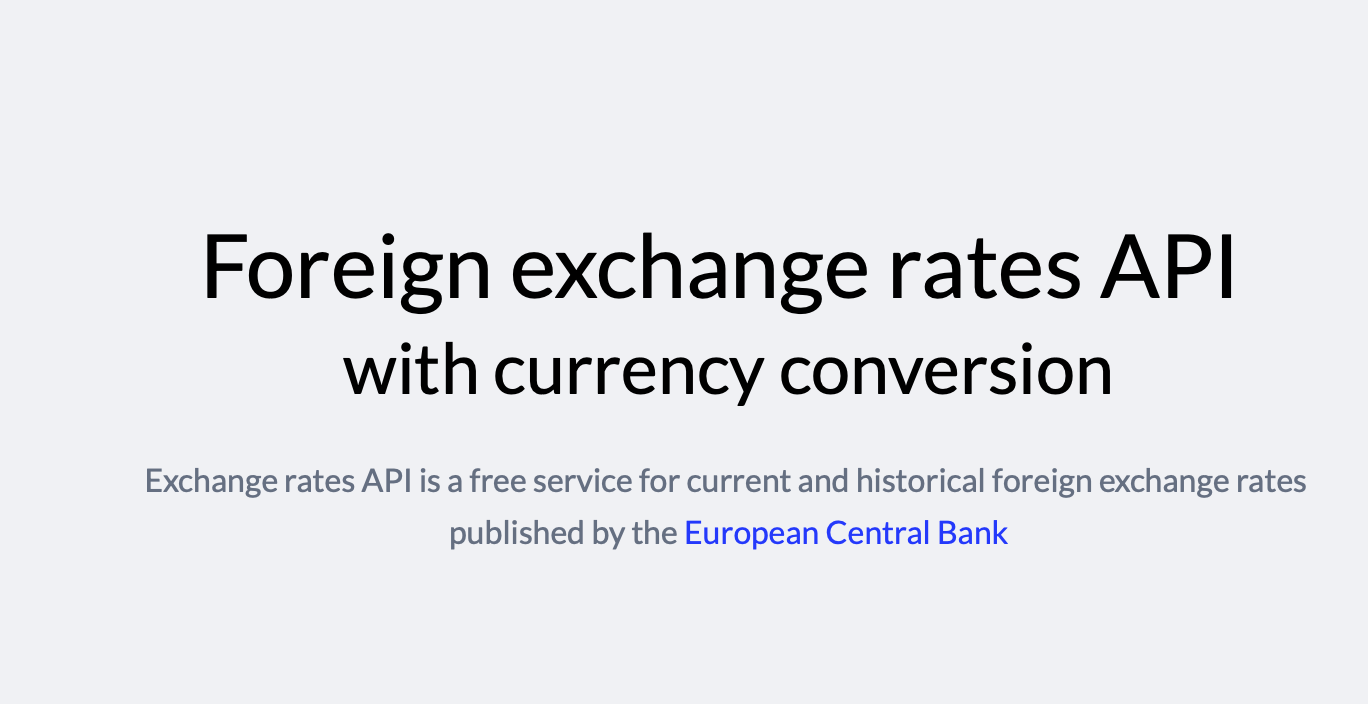 Foreign exchange rates API
with currency conversion
Exchange rates API is a free service for current and historical foreign exchange rates
published by the European Central Bank